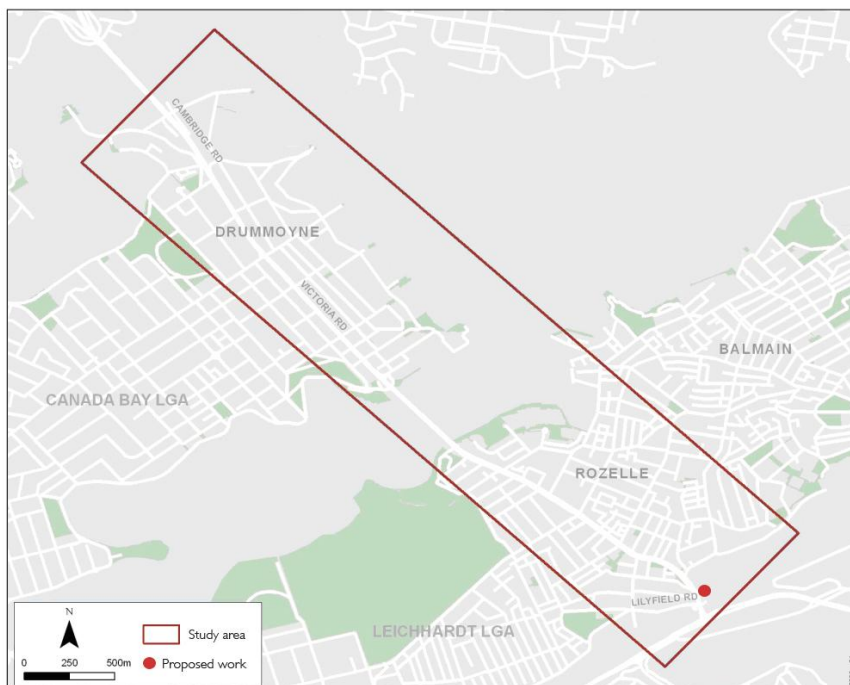 CAMBRIDGE RD
DRUMMOYNE
VICTORIA RD
BALMAIN
CANADA BAY LGA
ROZELLE
LILYFIELD RD
LEICHHARDT LGA
N
Study area
0 250 500m
Proposed work